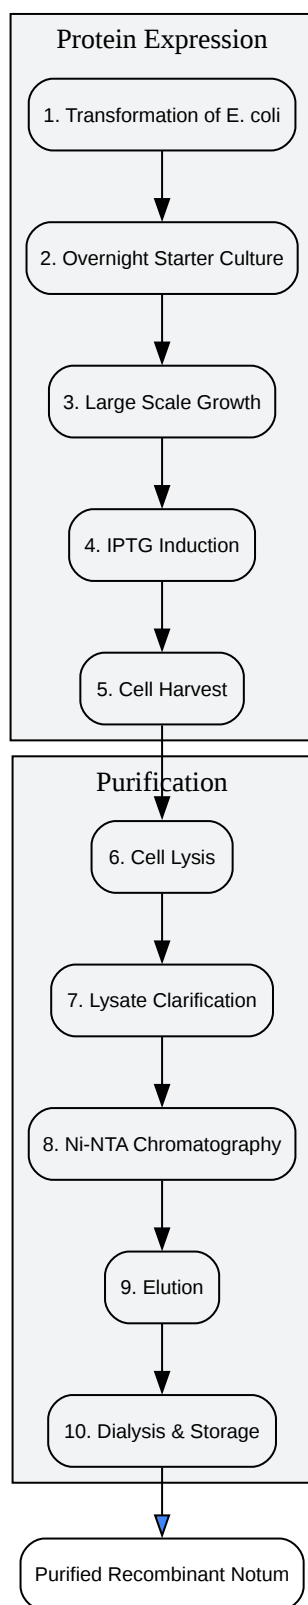 Protein Expression
1. Transformation of E. coli
2. Overnight Starter Culture
3. Large Scale Growth
4. IPTG Induction
5. Cell Harvest
Purification
6. Cell Lysis
7. Lysate Clarification
8. Ni-NTA Chromatography
9. Elution
10. Dialysis & Storage
Purified Recombinant Notum